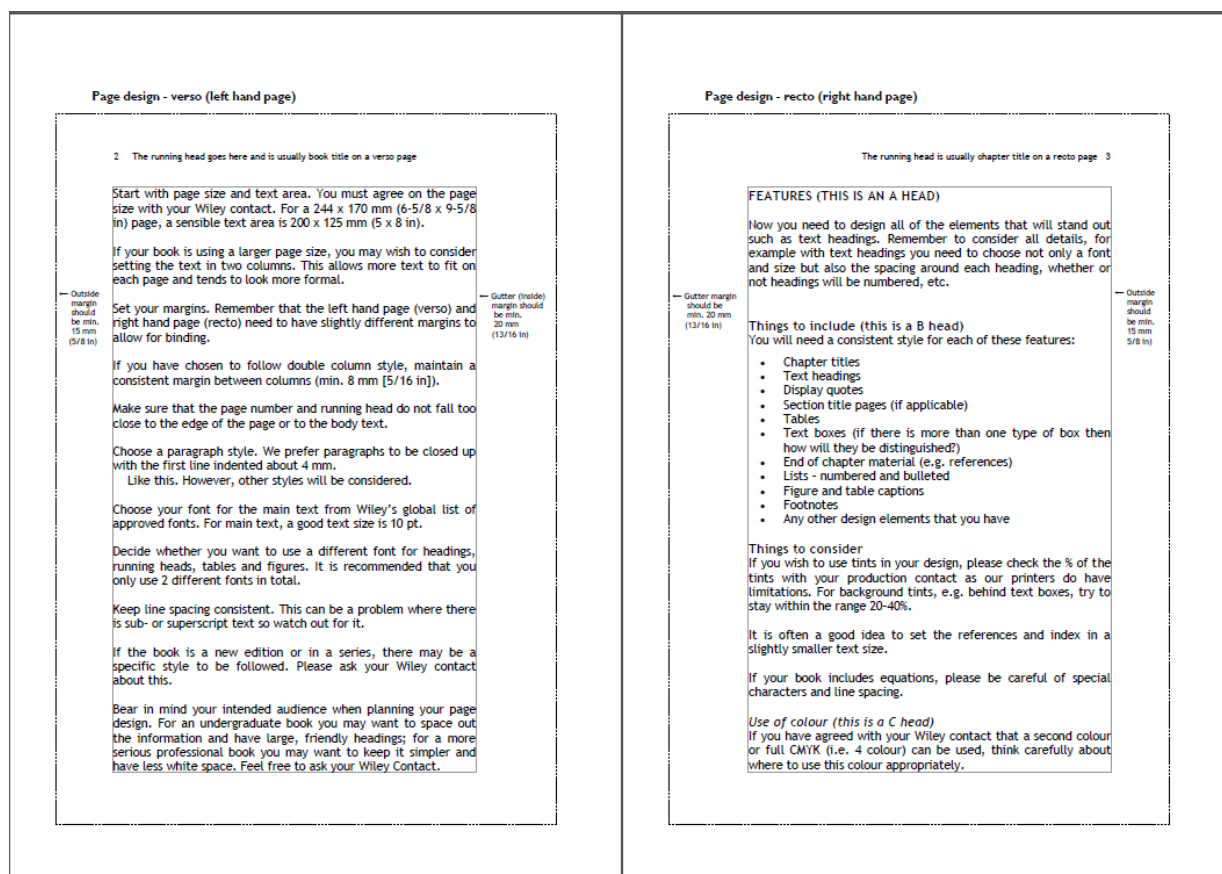 Page design - verso (left hand page)
2 The running head goes here and is usually book title on a verso page
Start with page size and text area. You must agree on the page
size with your Wiley contact. For a 244 x 170 mm (6-5/8 x 9-5/8
in) page, a sensible text area is 200 x 125 mm (5 x 8 in).
If your book is using a larger page size, you may wish to consider
setting the text in two columns. This allows more text to fit on
each page and tends to look more formal.
Set your margins. Remember that the left hand page (verso) and
right hand page (recto) need to have slightly different margins to
allow for binding.
If you have chosen to follow double column style, maintain a
consistent margin between columns (min. 8 mm [5/16 in]).
Make sure that the page number and running head do not fall too
close to the edge of the page or to the body text.
Choose a paragraph style. We prefer paragraphs to be closed up
with the first line indented about 4 mm.
Like this. However, other styles will be considered.
Choose your font for the main text from Wiley's global list of
approved fonts. For main text, a good text size is 10 pt.
Decide whether you want to use a different font for headings,
running heads, tables and figures. It is recommended that you
only use 2 different fonts in total.
Keep line spacing consistent. This can be a problem where there
is sub- or superscript text so watch out for it.
If the book is a new edition or in a series, there may be a
specific style to be followed. Please ask your Wiley contact
about this.
Bear in mind your intended audience when planning your page
design. For an undergraduate book you may want to space out
the information and have large, friendly headings; for a more
serious professional book you may want to keep it simpler and
have less white space. Feel free to ask your Wiley Contact.
← Outside
margin
should
be min.
15 mm
(5/8 in)
← Gutter (inside)
margin should
be min.
20 mm
(13/16 in)
Page design - recto (right hand page)
The running head is usually chapter title on a recto page 3
FEATURES (THIS IS AN A HEAD)
Now you need to design all of the elements that will stand out
such as text headings. Remember to consider all details, for
example with text headings you need to choose not only a font
and size but also the spacing around each heading, whether or
not headings will be numbered, etc.
Things to include (this is a B head)
You will need a consistent style for each of these features:
• Chapter titles
• Text headings
• Display quotes
• Section title pages (if applicable)
• Tables
• Text boxes (if there is more than one type of box then
how will they be distinguished?)
• End of chapter material (e.g. references)
• Lists - numbered and bulleted
• Figure and table captions
• Footnotes
• Any other design elements that you have
Things to consider
If you wish to use tints in your design, please check the % of the
tints with your production contact as our printers do have
limitations. For background tints, e.g. behind text boxes, try to
stay within the range 20-40%.
It is often a good idea to set the references and index in a
slightly smaller text size.
If your book includes equations, please be careful of special
characters and line spacing.
Use of colour (this is a C head)
If you have agreed with your Wiley contact that a second colour
or full CMYK (i.e. 4 colour) can be used, think carefully about
where to use this colour appropriately.
← Gutter margin
should be
min. 20 mm
(13/16 in)
← Outside
margin
should
be min.
15 mm
5/8 in)